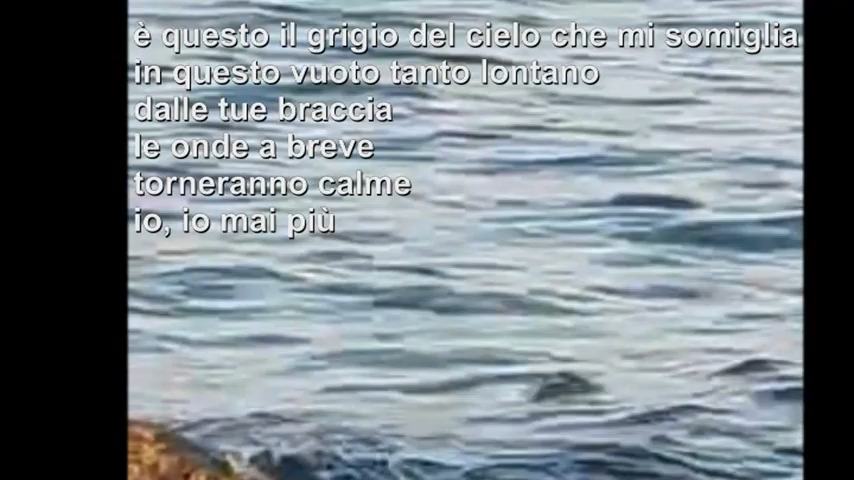 è questo il grigio del cielo che mi somiglia
in questo vuoto tanto lontano
dalle tue braccia
le onde a breve
torneranno calme
io, io mai più